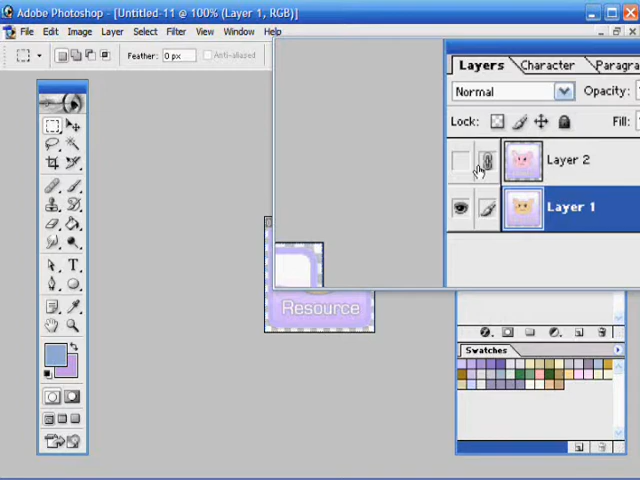 Adobe Photoshop - [Untitled-11 @ 100% (Layer 1, RGB)]
File Edit Image Layer Select Filter View Window Help
Feather: 0 px Anti-aliased
Layers Character Paragra
Normal Opacity:
Lock: Fill:
Layer 2
Layer 1
Resource
Swatches